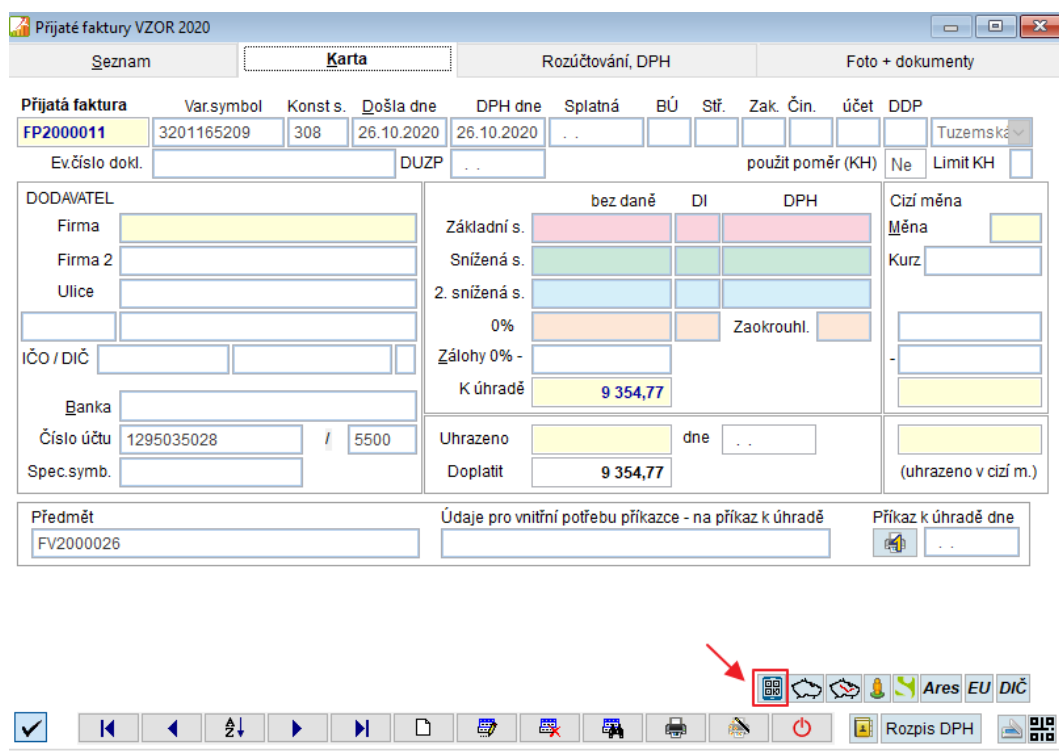 Přijaté faktury VZOR 2020
Seznam Karta Rozúčtování, DPH Foto + dokumenty
Přijatá faktura Var.symbol Konst s. Došla dne DPH dne Splatná BÚ Stř. Zak. Čin. účet DDP
FP2000011 3201165209 308 26.10.2020 26.10.2020 . . Tuzemská
Ev.číslo dokl. DUZP . . použit poměr (KH) Ne Limit KH
DODAVATEL bez daně DI DPH Cizí měna
Firma Základní s. Měna
Firma 2 Snížená s. Kurz
Ulice 2. snížená s.
0% Zaokrouhl.
IČO / DIČ Zálohy 0% - -
K úhradě 9 354,77
Banka
Číslo účtu 1295035028 / 5500 Uhrazeno dne . .
Spec.symb. Doplatit 9 354,77 (uhrazeno v cizí m.)
Předmět Údaje pro vnitřní potřebu příkazce - na příkaz k úhradě Příkaz k úhradě dne
FV2000026 . .
Ares EU DIČ
Rozpis DPH